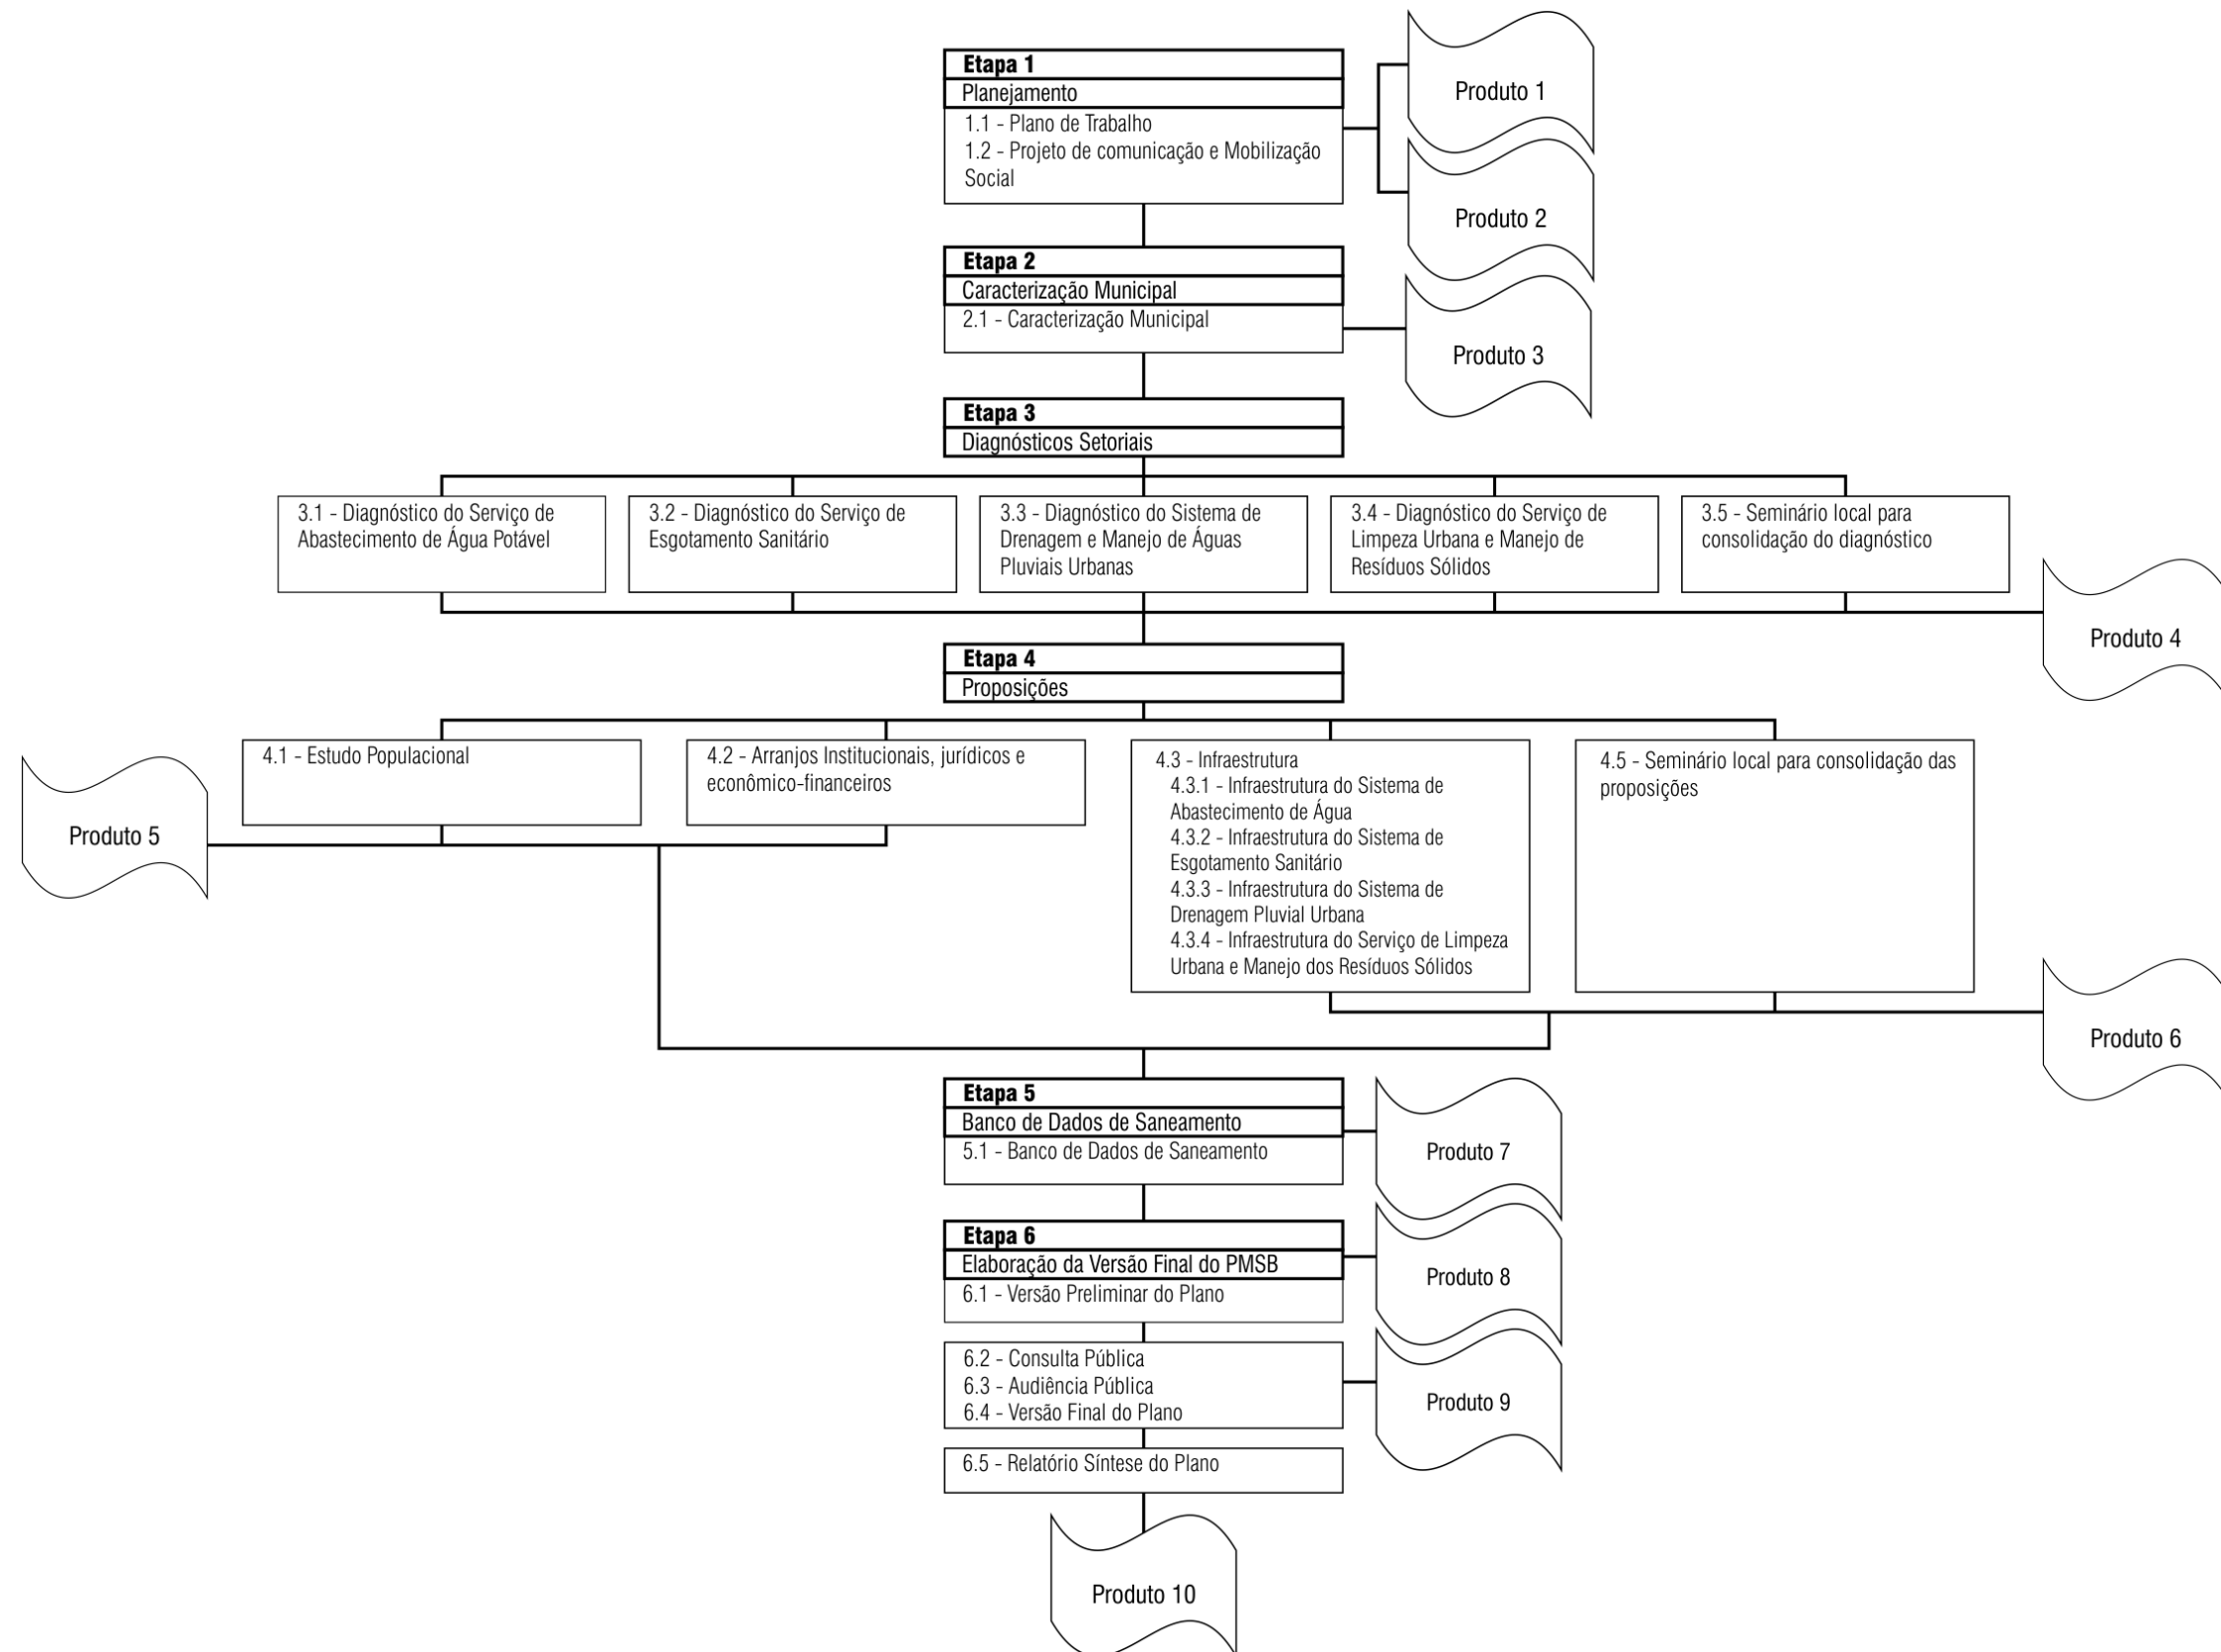 Etapa 1
Planejamento
1.1 - Plano de Trabalho
1.2 - Projeto de comunicação e Mobilização
Social
Produto 1
Produto 2
Etapa 2
Caracterização Municipal
2.1 - Caracterização Municipal
Produto 3
Etapa 3
Diagnósticos Setoriais
3.1 - Diagnóstico do Serviço de
Abastecimento de Água Potável
3.2 - Diagnóstico do Serviço de
Esgotamento Sanitário
3.3 - Diagnóstico do Sistema de
Drenagem e Manejo de Águas
Pluviais Urbanas
3.4 - Diagnóstico do Serviço de
Limpeza Urbana e Manejo de
Resíduos Sólidos
3.5 - Seminário local para
consolidação do diagnóstico
Produto 4
Etapa 4
Proposições
4.1 - Estudo Populacional
4.2 - Arranjos Institucionais, jurídicos e
econômico-financeiros
Produto 5
4.3 - Infraestrutura
4.3.1 - Infraestrutura do Sistema de
Abastecimento de Água
4.3.2 - Infraestrutura do Sistema de
Esgotamento Sanitário
4.3.3 - Infraestrutura do Sistema de
Drenagem Pluvial Urbana
4.3.4 - Infraestrutura do Serviço de Limpeza
Urbana e Manejo dos Resíduos Sólidos
4.5 - Seminário local para consolidação das
proposições
Produto 6
Etapa 5
Banco de Dados de Saneamento
5.1 - Banco de Dados de Saneamento
Produto 7
Etapa 6
Elaboração da Versão Final do PMSB
6.1 - Versão Preliminar do Plano
Produto 8
6.2 - Consulta Pública
6.3 - Audiência Pública
6.4 - Versão Final do Plano
Produto 9
6.5 - Relatório Síntese do Plano
Produto 10